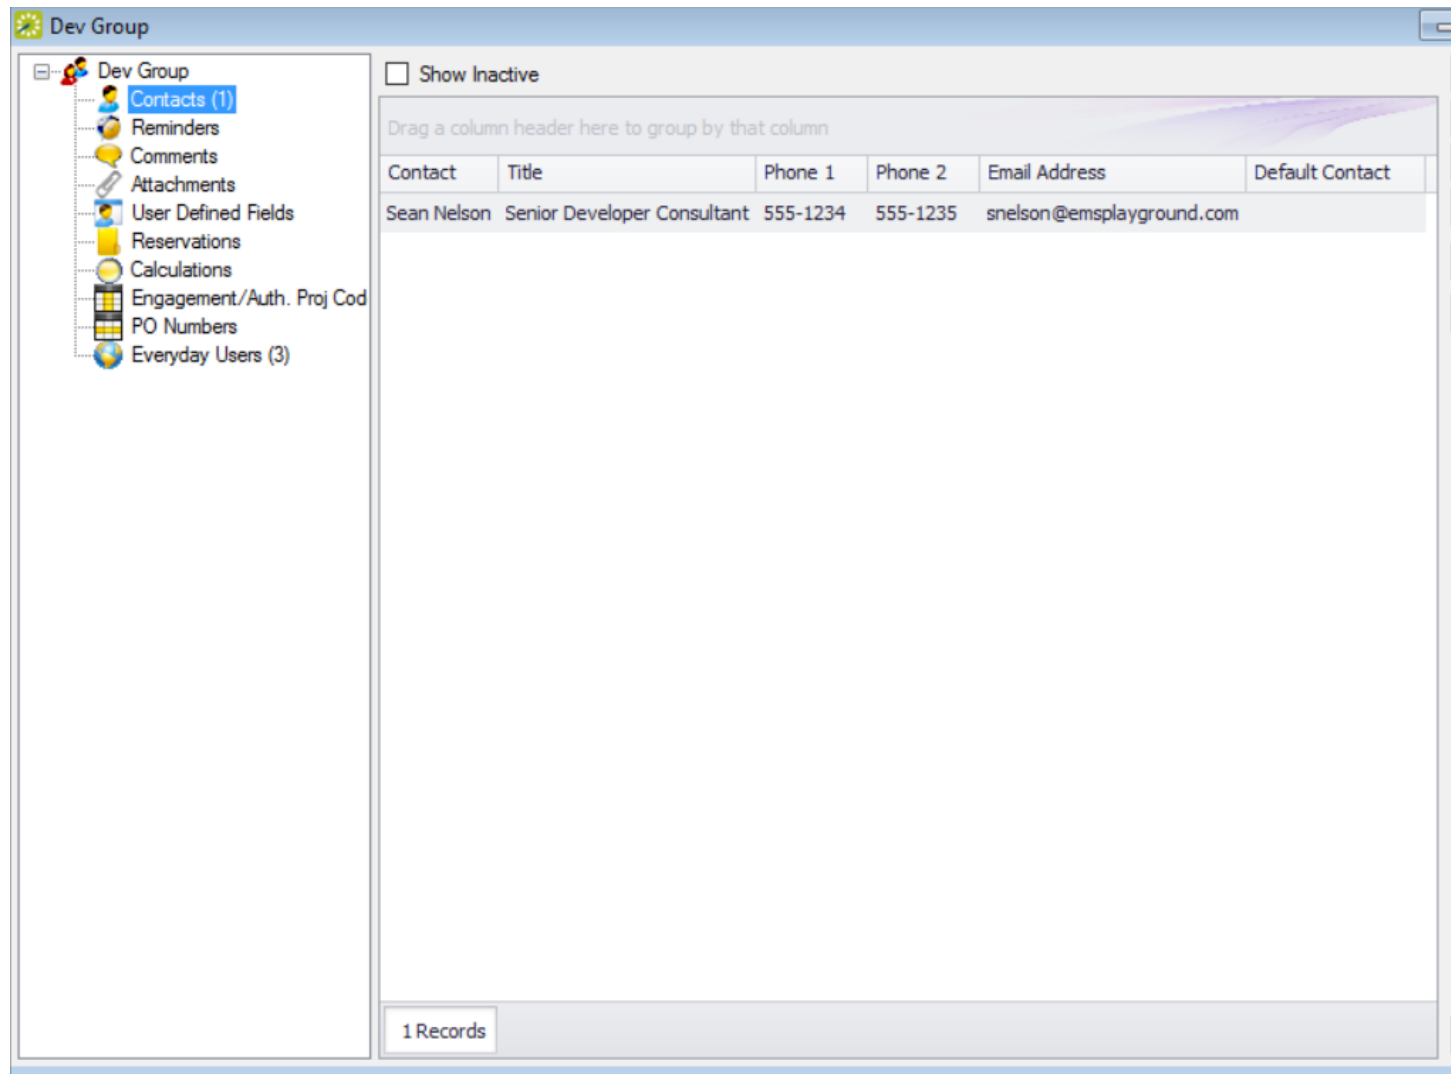 Dev Group
Dev Group
Contacts (1)
Reminders
Comments
Attachments
User Defined Fields
Reservations
Calculations
Engagement/Auth. Proj Cod
PO Numbers
Everyday Users (3)
Show Inactive
Drag a column header here to group by that column
Contact Title Phone 1 Phone 2 Email Address Default Contact
Sean Nelson Senior Developer Consultant 555-1234 555-1235 snelson@emsplayground.com
1 Records